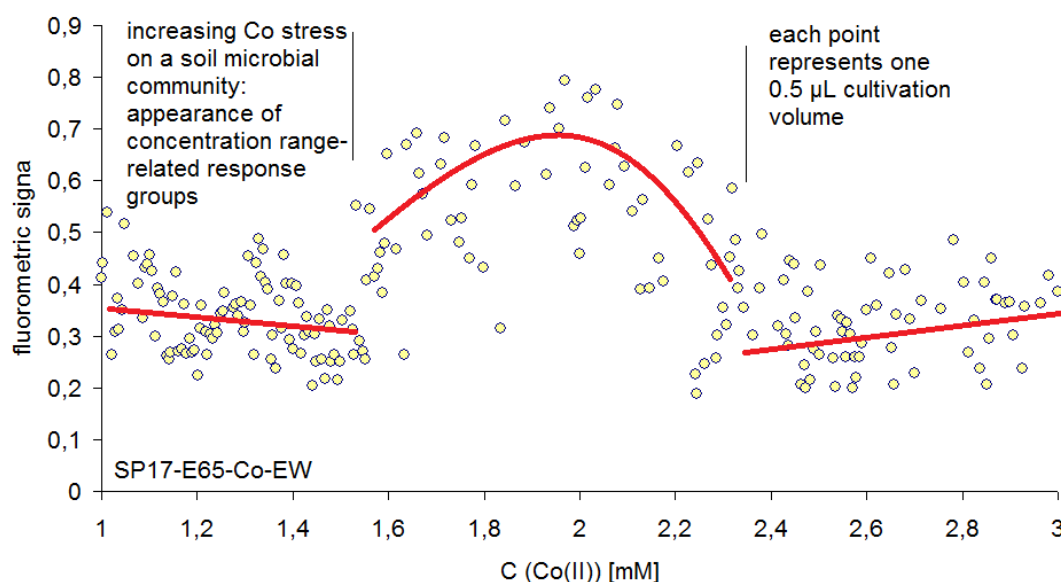 0,9
0,8
0,7
0,6
0,5
0,4
0,3
0,2
0,1
0
fluorometric signa
increasing Co stress
on a soil microbial
community:
appearance of
concentration range-
related response
groups
each point
represents one
0.5 µL cultivation
volume
SP17-E65-Co-EW
1
1,2
1,4
1,6
1,8
2
2,2
2,4
2,6
2,8
3
C (Co(II)) [mM]